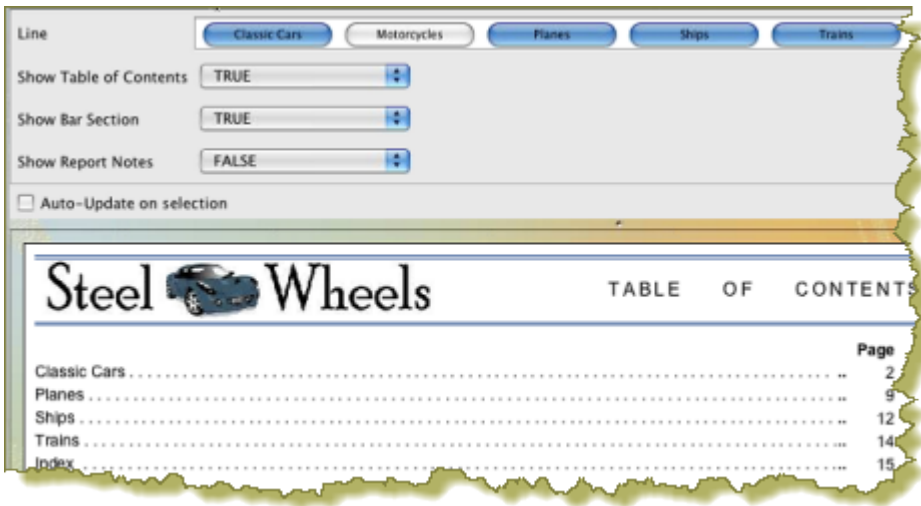 Line Classic Cars Motorcycles Planes Ships Trains
Show Table of Contents TRUE
Show Bar Section TRUE
Show Report Notes FALSE
Auto-Update on selection
Steel Wheels TABLE OF CONTENTS
Page
Classic Cars ........ 2
Planes ........ 9
Ships ........ 12
Trains ........ 14
Index ........ 15